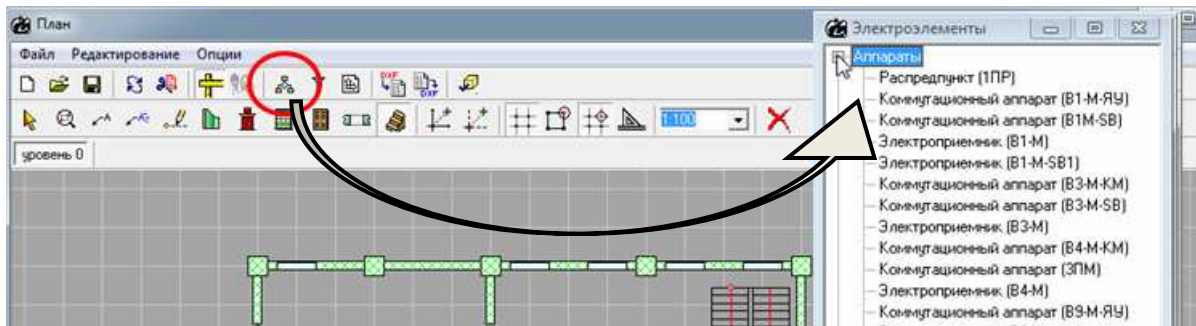 План
Файл Редактирование Опции
DXF
DXF
1:100
уровень 0
Электроэлементы
Аппараты
Распредпункт (1ПР)
Коммутационный аппарат (В1-М-ЯУ)
Коммутационный аппарат (В1М-SB)
Электроприемник (В1-М)
Электроприемник (В1-М-SB1)
Коммутационный аппарат (В3-М-КМ)
Коммутационный аппарат (В3-М-SB)
Электроприемник (В3-М)
Коммутационный аппарат (В4-М-КМ)
Коммутационный аппарат (3ПМ)
Электроприемник (В4-М)
Коммутационный аппарат (В9-М-ЯУ)